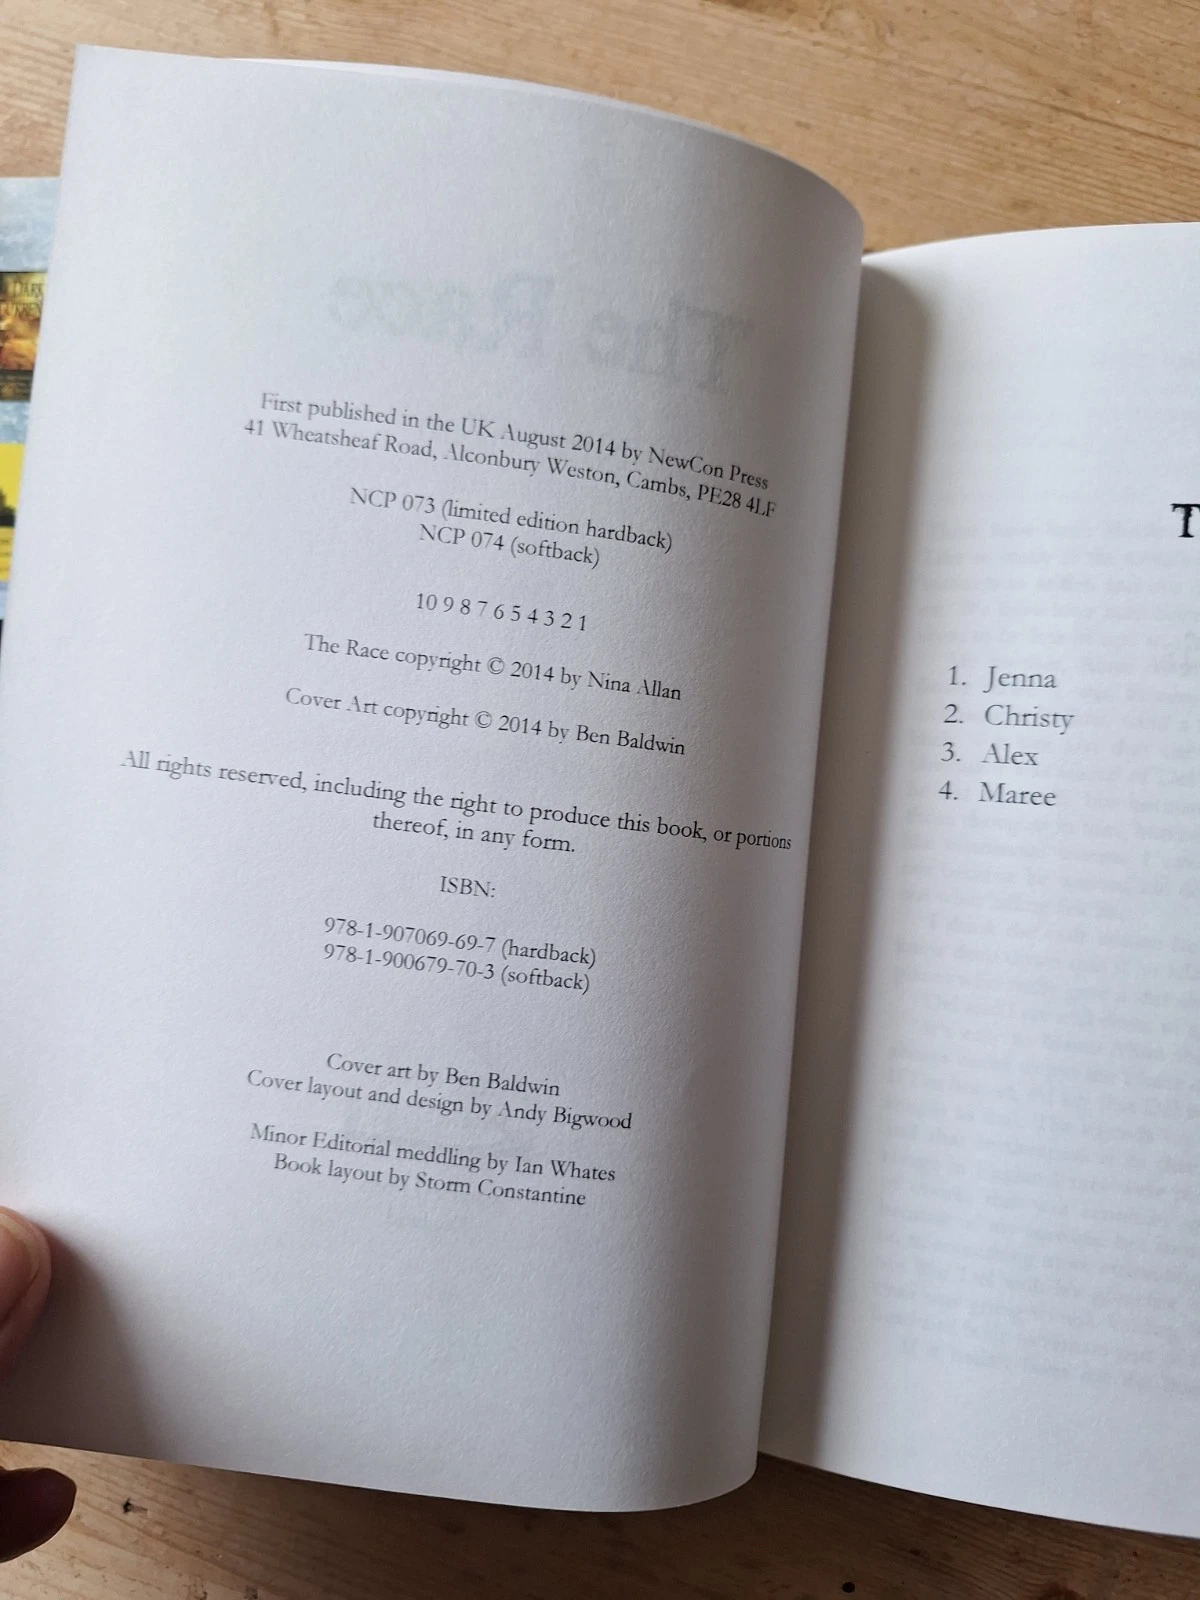 First published in the UK August 2014 by NewCon Press
41 Wheatsheaf Road, Alconbury Weston, Cambs, PE28 4LF
NCP 073 (limited edition hardback)
NCP 074 (softback)
10 9 8 7 6 5 4 3 2 1
The Race copyright © 2014 by Nina Allan
Cover Art copyright © 2014 by Ben Baldwin
All rights reserved, including the right to produce this book, or portions
thereof, in any form.
ISBN:
978-1-907069-69-7 (hardback)
978-1-900679-70-3 (softback)
Cover art by Ben Baldwin
Cover layout and design by Andy Bigwood
Minor Editorial meddling by Ian Whates
Book layout by Storm Constantine
T
1. Jenna
2. Christy
3. Alex
4. Maree
DARK